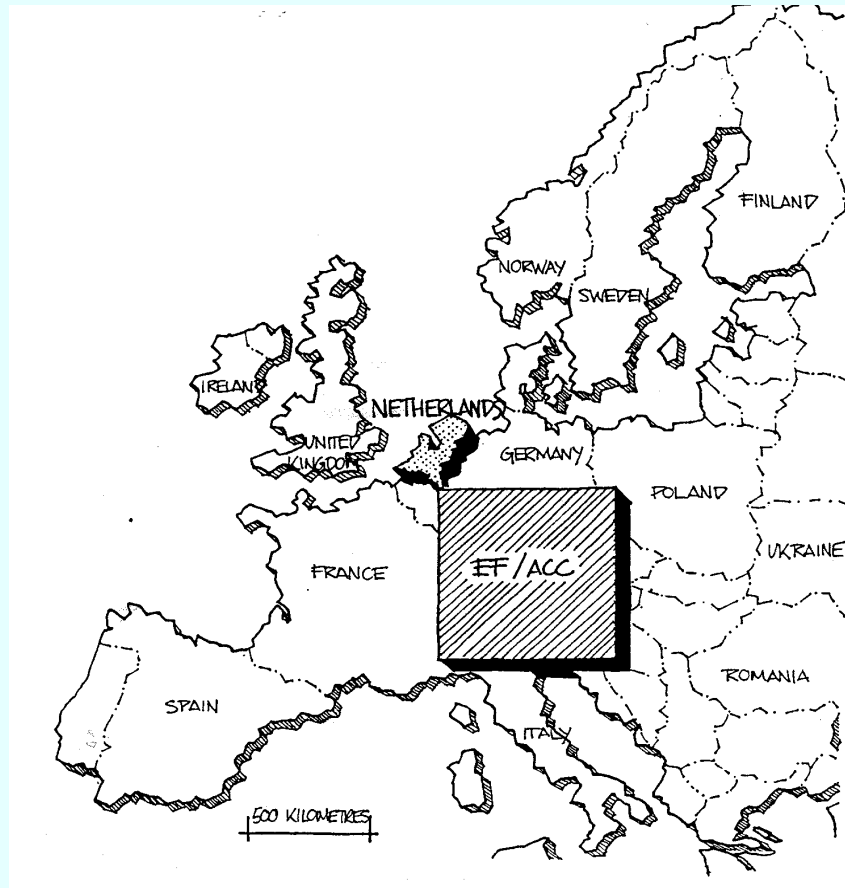 FINLAND
NORWAY
SWEDEN
IRELAND
NETHERLANDS
UNITED
KINGDOM
GERMANY
POLAND
UKRAINE
FRANCE
EF/ACC
ROMANIA
SPAIN
ITALY
500 KILOMETRES